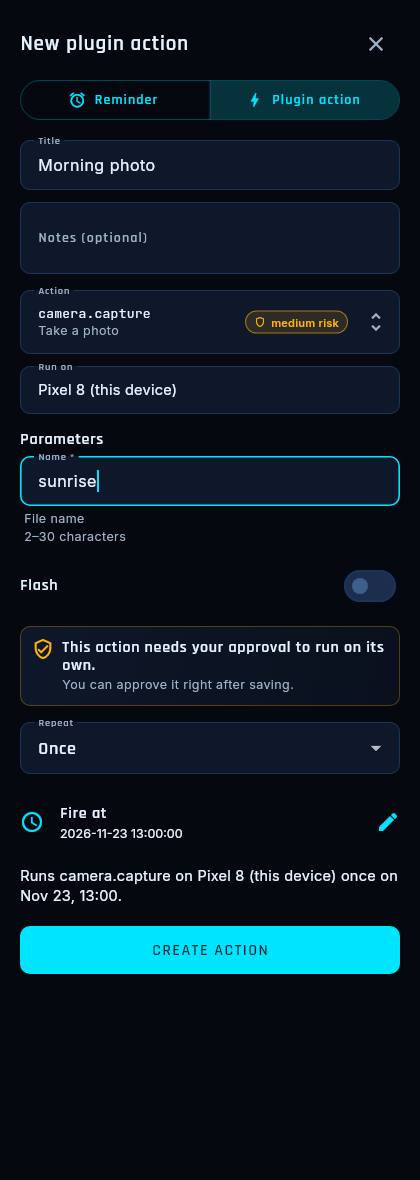 New plugin action
Reminder
Plugin action
Title
Morning photo
Notes (optional)
Action
camera.capture
Take a photo
medium risk
Run on
Pixel 8 (this device)
Parameters
Name *
sunrise
File name
2–30 characters
Flash
This action needs your approval to run on its
own.
You can approve it right after saving.
Repeat
Once
Fire at
2026-11-23 13:00:00
Runs camera.capture on Pixel 8 (this device) once on
Nov 23, 13:00.
CREATE ACTION